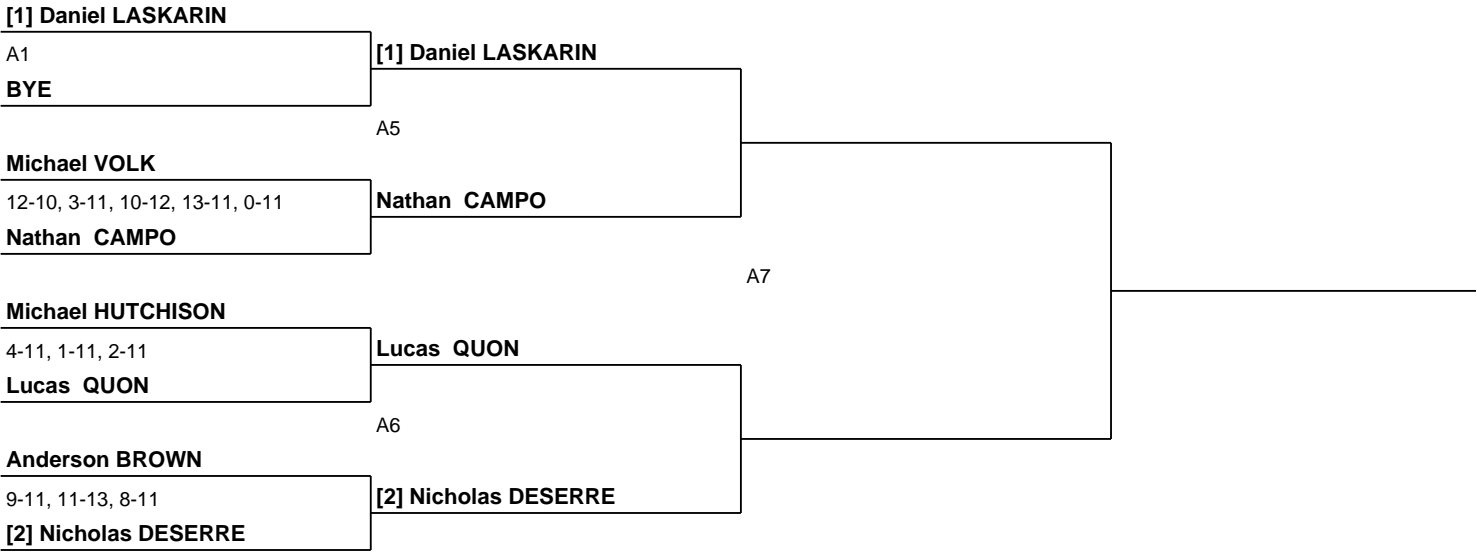 [1] Daniel LASKARIN
A1
[1] Daniel LASKARIN
BYE
A5
Michael VOLK
12-10, 3-11, 10-12, 13-11, 0-11
Nathan CAMPO
Nathan CAMPO
A7
Michael HUTCHISON
4-11, 1-11, 2-11
Lucas QUON
Lucas QUON
A6
Anderson BROWN
9-11, 11-13, 8-11
[2] Nicholas DESERRE
[2] Nicholas DESERRE